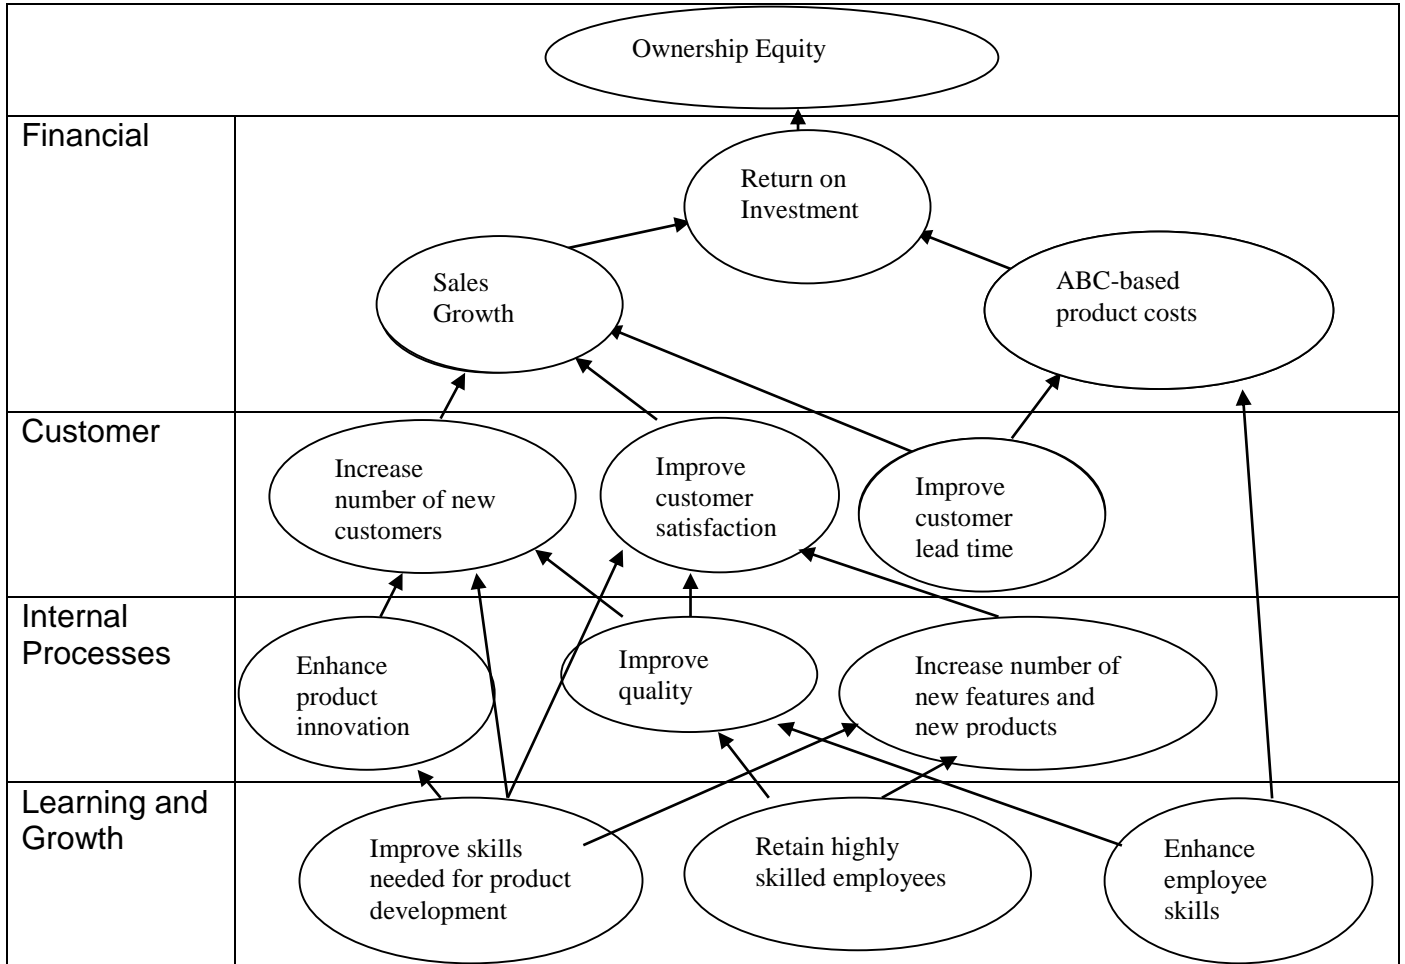 Ownership Equity
Financial
Return on
Investment
Sales
Growth
ABC-based
product costs
Customer
Increase
number of new
customers
Improve
customer
satisfaction
Improve
customer
lead time
Internal
Processes
Enhance
product
innovation
Improve
quality
Increase number of
new features and
new products
Learning and
Growth
Improve skills
needed for product
development
Retain highly
skilled employees
Enhance
employee
skills